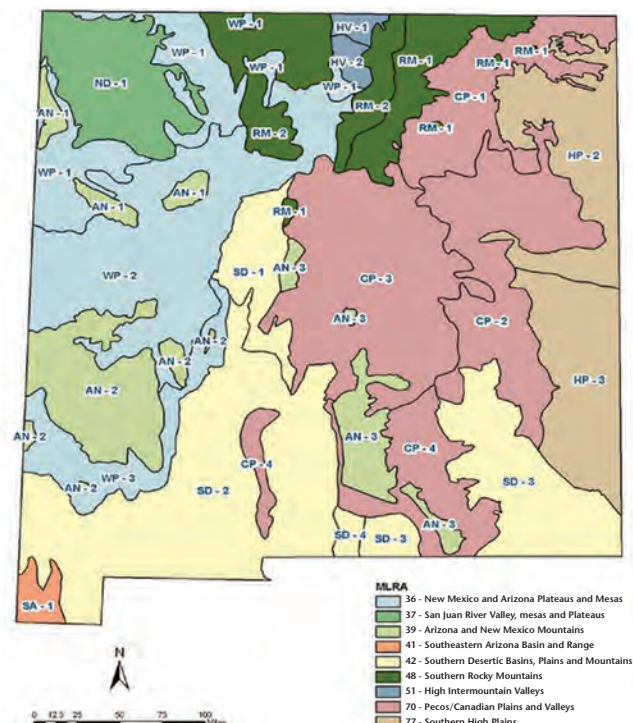 WP - 1
HV - 1
WP - 1
HV - 2
RM - 1
RM - 1
RM - 1
WP - 1
WP - 1
ND - 1
CP - 1
AN - 1
RM - 2
RM - 2
RM - 1
HP - 2
WP - 1
AN - 1
AN - 1
RM - 1
WP - 2
SD - 1
AN - 3
CP - 3
AN - 3
CP - 2
AN - 2
AN - 2
AN - 2
HP - 3
AN - 2
AN - 3
CP - 4
CP - 4
WP - 3
AN - 2
SD - 2
SD - 3
AN - 3
SD - 4
SD - 3
SA - 1
MLRA
36 - New Mexico and Arizona Plateaus and Mesas
37 - San Juan River Valley, mesas and Plateaus
39 - Arizona and New Mexico Mountains
41 - Southeastern Arizona Basin and Range
42 - Southern Desertic Basins, Plains and Mountains
48 - Southern Rocky Mountains
51 - High Intermountain Valleys
70 - Pecos/Canadian Plains and Valleys
77 - Southern High Plains
N
0 12.5 25 50 75 100